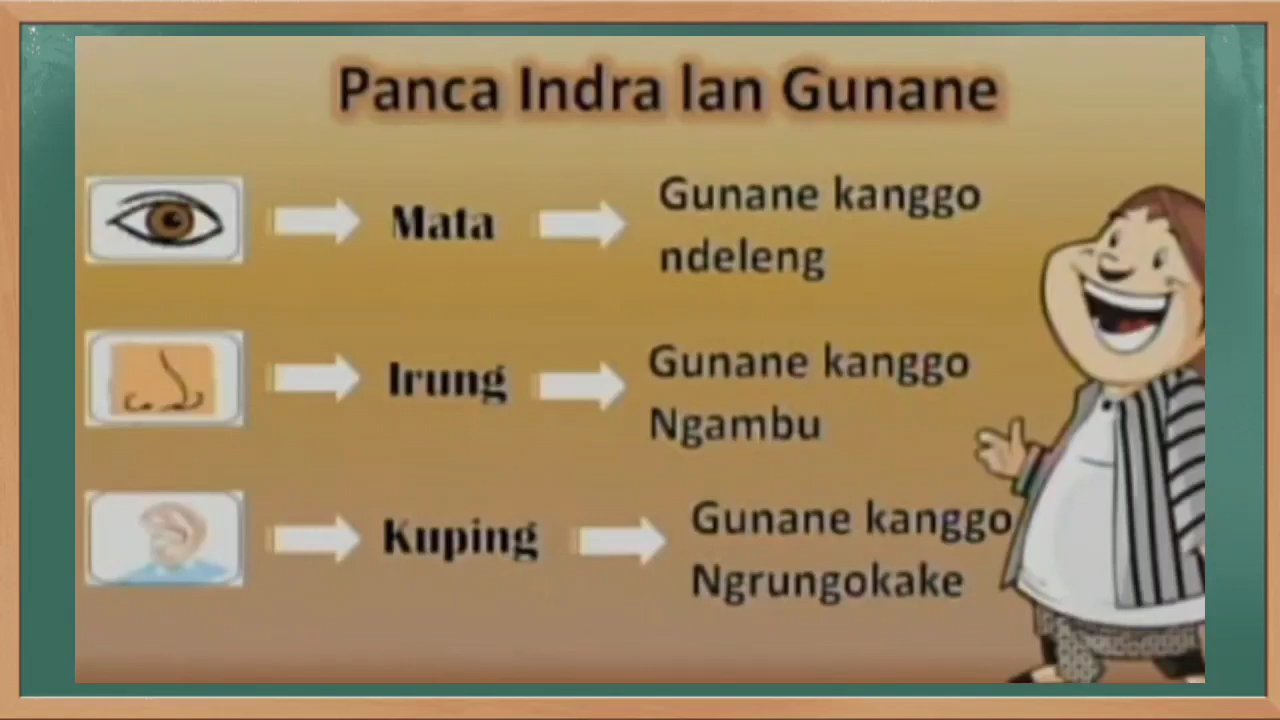 Panca Indra lan Gunane
Mata
Gunane kanggo
ndeleng
Irung
Gunane kanggo
Ngambu
Kuping
Gunane kanggo
Ngrungokake